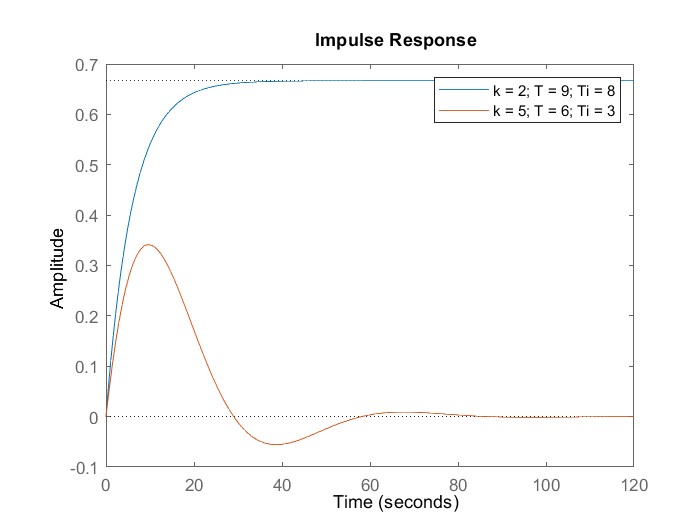 Impulse Response
0.7
0.6
0.5
0.4
0.3
0.2
0.1
0
-0.1
Amplitude
k = 2; T = 9; Ti = 8
k = 5; T = 6; Ti = 3
0 20 40 60 80 100 120
Time (seconds)